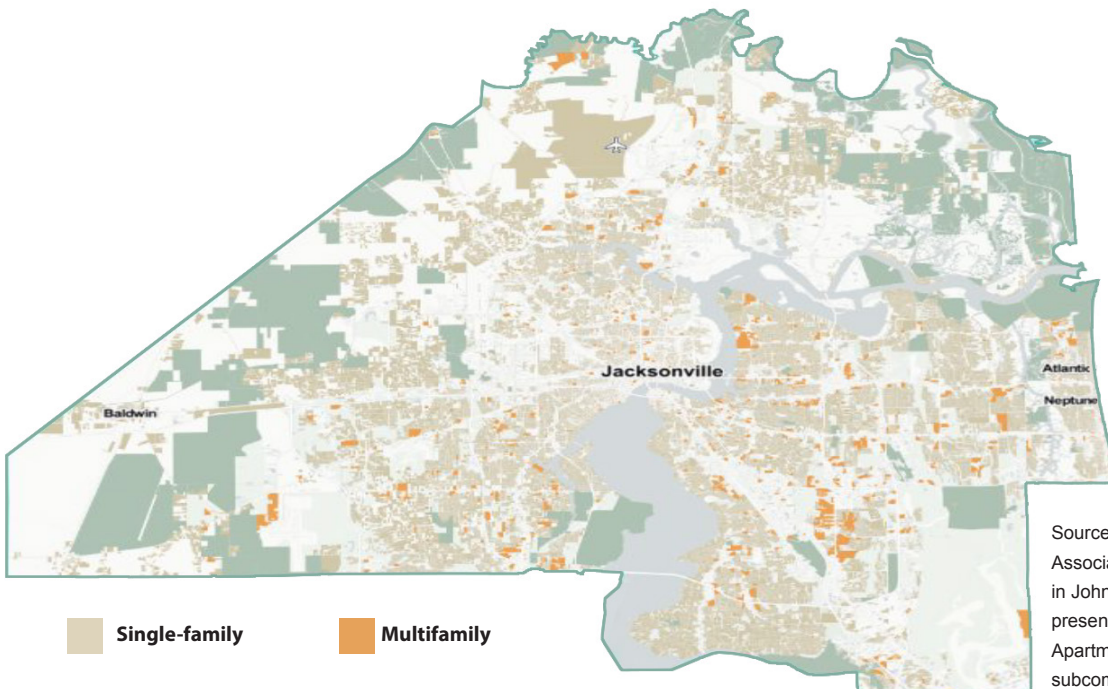 Jacksonville
Atlantic
Baldwin
Neptune
Single-family
Multifamily
Source
Associa
in John
presen
Apartm
subcon